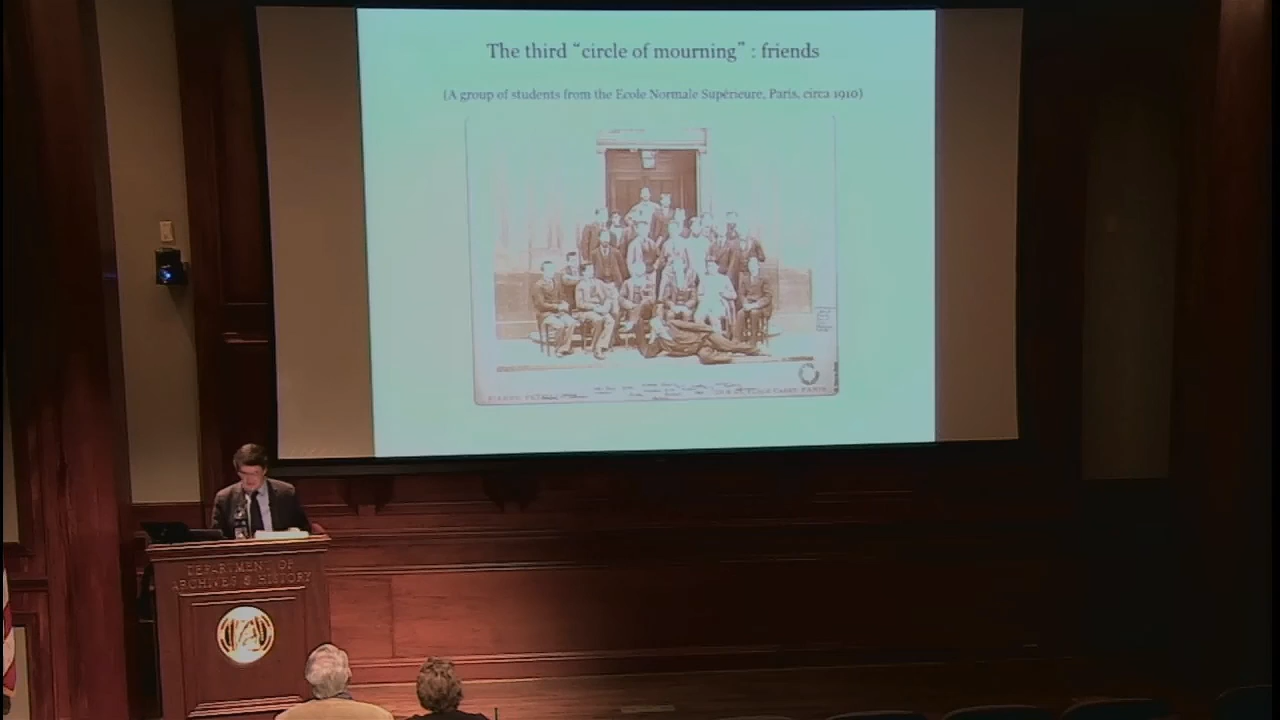 The third “circle of mourning” : friends
(A group of students from the Ecole Normale Supérieure, Paris, circa 1910)
DEPARTMENT OF
ARCHIVES & HISTORY